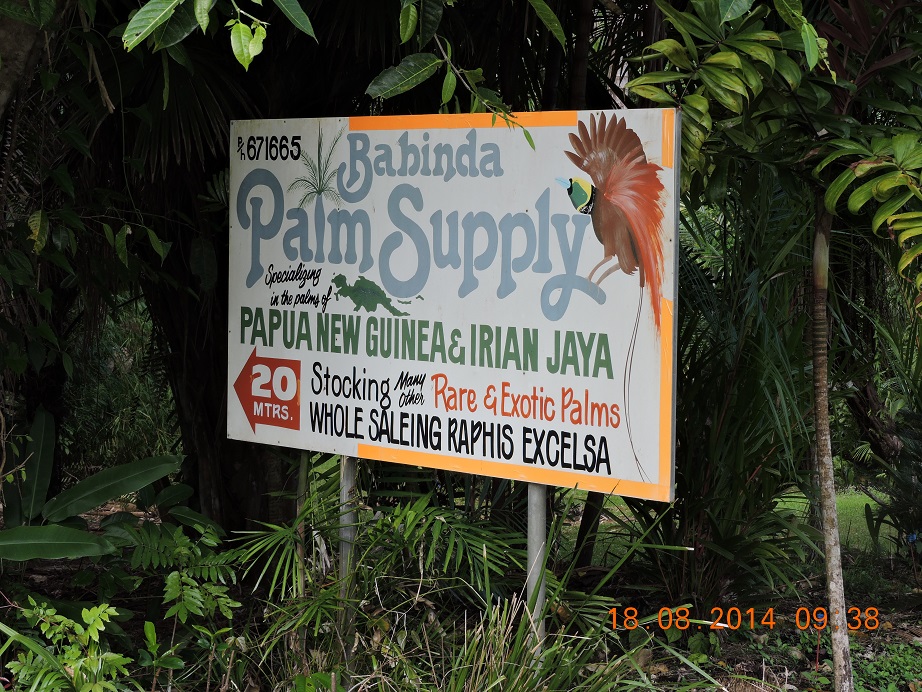 P/h 671665
Babinda
Palm Supply
Specializing
in the palms of
PAPUA NEW GUINEA & IRIAN JAYA
20
MTRS.
Stocking Many Other Rare & Exotic Palms
WHOLE SALEING RAPHIS EXCELSA
18.08.2014 09:38